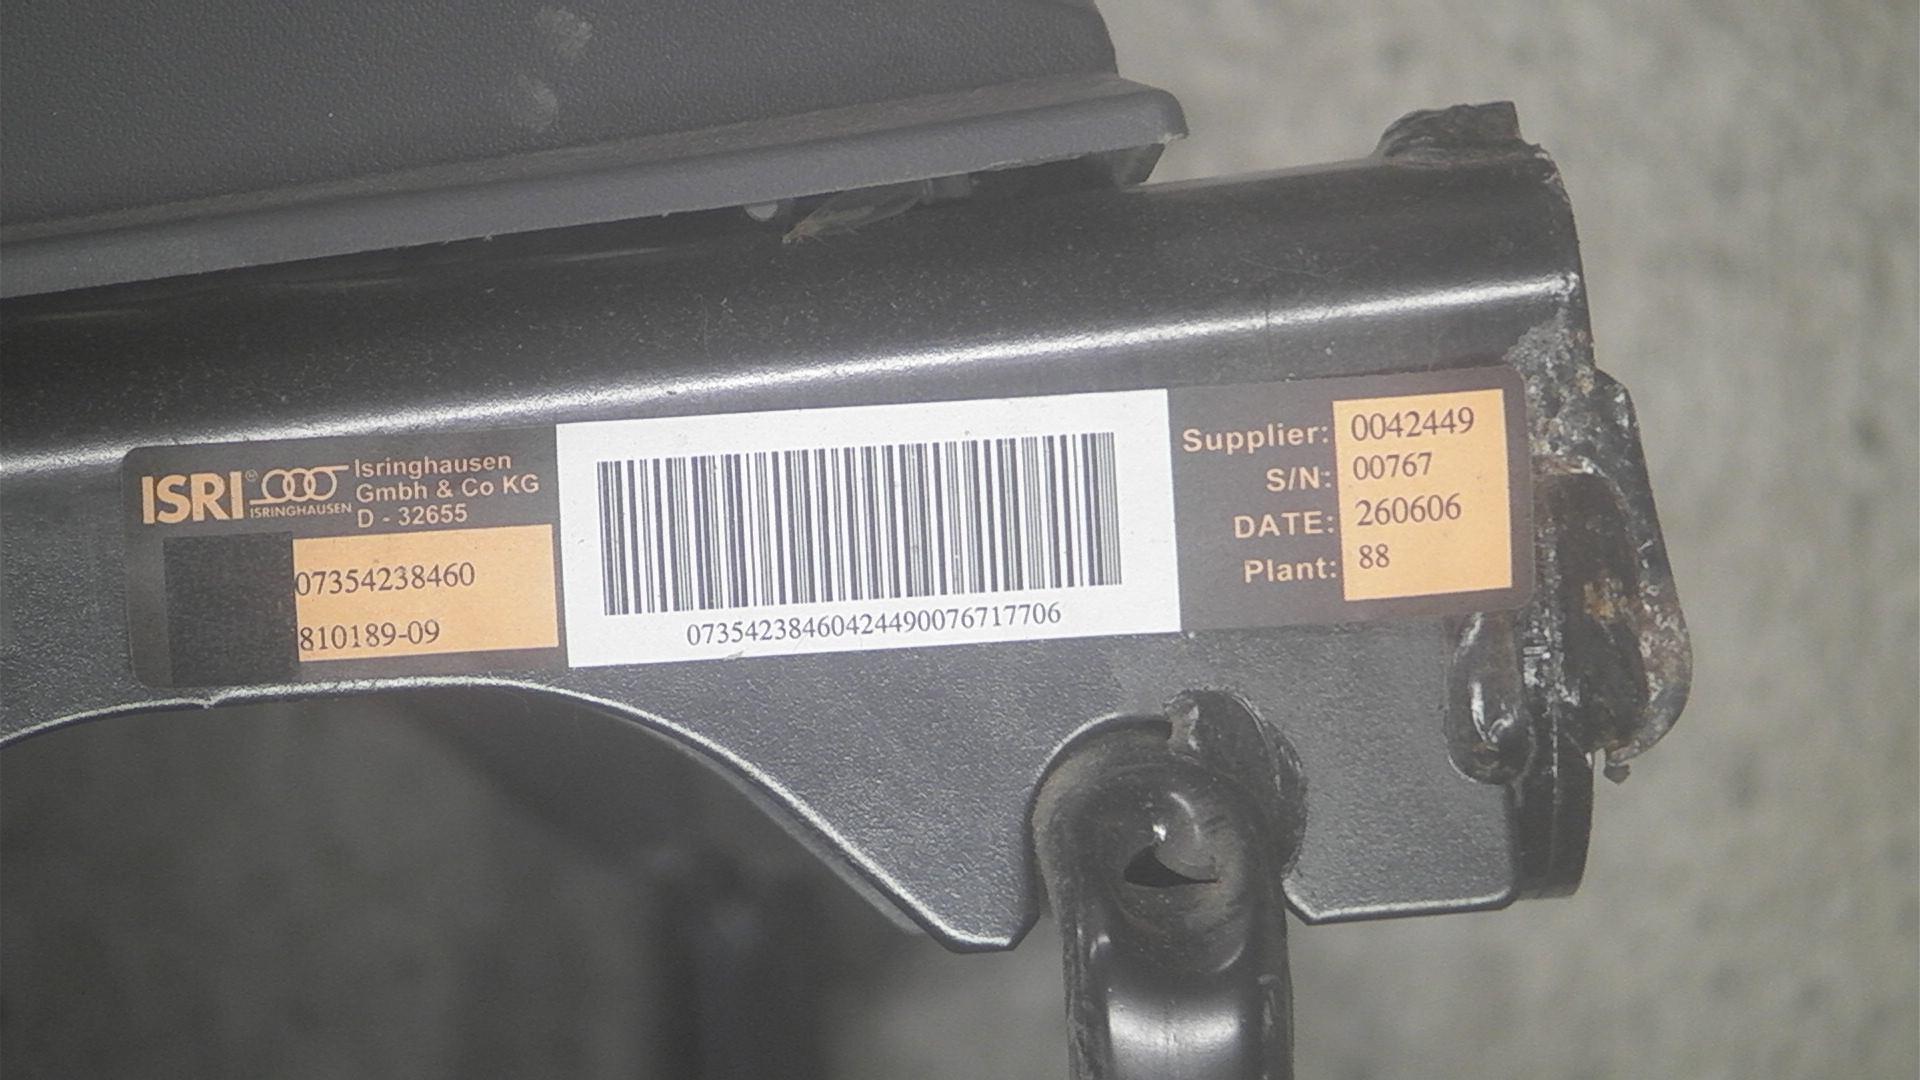 ISRI®
ISRINGHAUSEN
Isringhausen
Gmbh & Co KG
D - 32655
07354238460
810189-09
07354238460424490076717706
Supplier: 0042449
S/N: 00767
DATE: 260606
Plant: 88